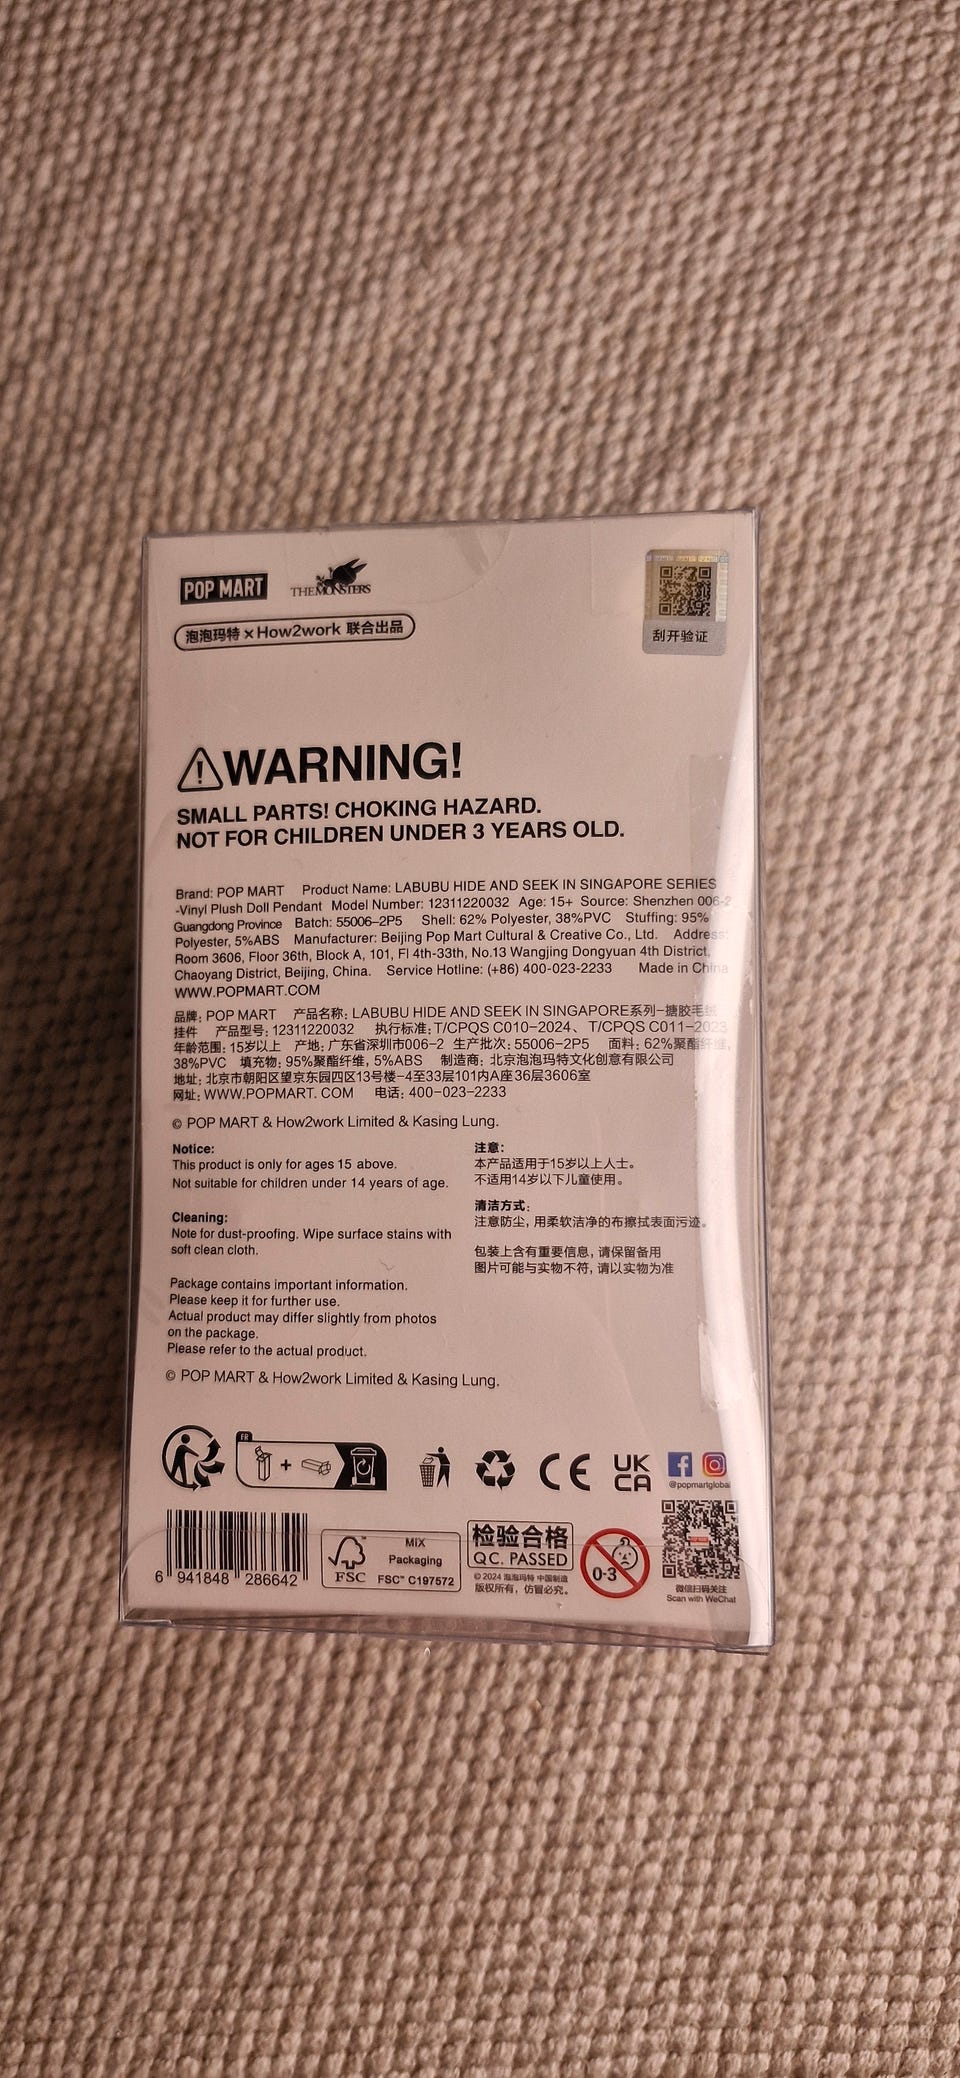 POP MART
THE MONSTERS
泡泡玛特 × How2work 联合出品
刮开验证
WARNING!
SMALL PARTS! CHOKING HAZARD.
NOT FOR CHILDREN UNDER 3 YEARS OLD.
Brand: POP MART Product Name: LABUBU HIDE AND SEEK IN SINGAPORE SERIES
-Vinyl Plush Doll Pendant Model Number: 12311220032 Age: 15+ Source: Shenzhen 006-2
Guangdong Province Batch: 55006-2P5 Shell: 62% Polyester, 38%PVC Stuffing: 95%
Polyester, 5%ABS Manufacturer: Beijing Pop Mart Cultural & Creative Co., Ltd. Address:
Room 3606, Floor 36th, Block A, 101, Fl 4th-33th, No.13 Wangjing Dongyuan 4th District,
Chaoyang District, Beijing, China. Service Hotline: (+86) 400-023-2233 Made in China
WWW.POPMART.COM
品牌: POP MART 产品名称: LABUBU HIDE AND SEEK IN SINGAPORE系列-搪胶毛绒
挂件 产品型号: 12311220032 执行标准: T/CPQS C010-2024、T/CPQS C011-2023
年龄范围: 15岁以上 产地: 广东省深圳市006-2 生产批次: 55006-2P5 面料: 62%聚酯纤维,
38%PVC 填充物: 95%聚酯纤维, 5%ABS 制造商: 北京泡泡玛特文化创意有限公司
地址: 北京市朝阳区望京东园四区13号楼-4至33层101内A座36层3606室
网址: WWW.POPMART. COM 电话: 400-023-2233
© POP MART & How2work Limited & Kasing Lung.
Notice:
This product is only for ages 15 above.
Not suitable for children under 14 years of age.
Cleaning:
Note for dust-proofing. Wipe surface stains with
soft clean cloth.
Package contains important information.
Please keep it for further use.
Actual product may differ slightly from photos
on the package.
Please refer to the actual product.
注意:
本产品适用于15岁以上人士。
不适用14岁以下儿童使用。
清洁方式:
注意防尘, 用柔软洁净的布擦拭表面污迹。
包装上含有重要信息, 请保留备用
图片可能与实物不符, 请以实物为准
© POP MART & How2work Limited & Kasing Lung.
FR
+
CE
UK
CA
@popmartglobal
6 941848 286642
FSC
MIX
Packaging
FSC™ C197572
检验合格
Q.C. PASSED
© 2024 泡泡玛特 中国制造
版权所有, 仿冒必究。
0-3
微信扫码关注
Scan with WeChat